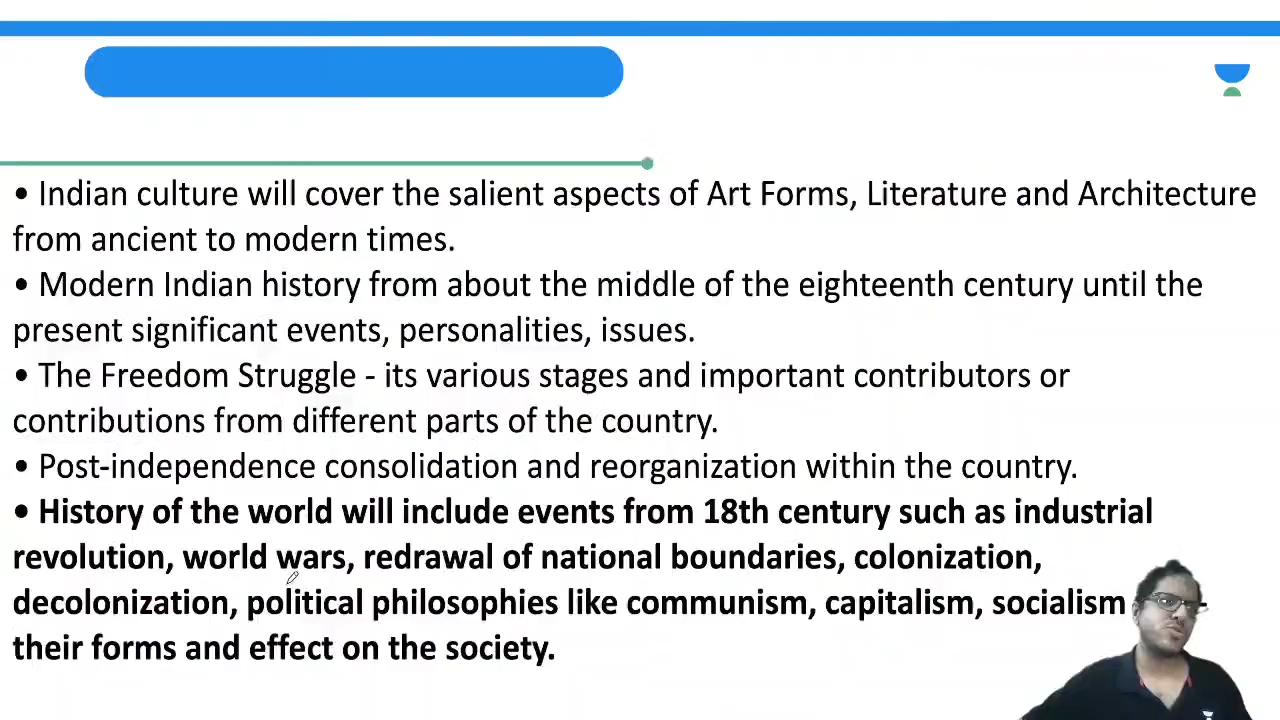 • Indian culture will cover the salient aspects of Art Forms, Literature and Architecture
from ancient to modern times.
• Modern Indian history from about the middle of the eighteenth century until the
present significant events, personalities, issues.
• The Freedom Struggle - its various stages and important contributors or
contributions from different parts of the country.
• Post-independence consolidation and reorganization within the country.
• History of the world will include events from 18th century such as industrial
revolution, world wars, redrawal of national boundaries, colonization,
decolonization, political philosophies like communism, capitalism, socialism
their forms and effect on the society.